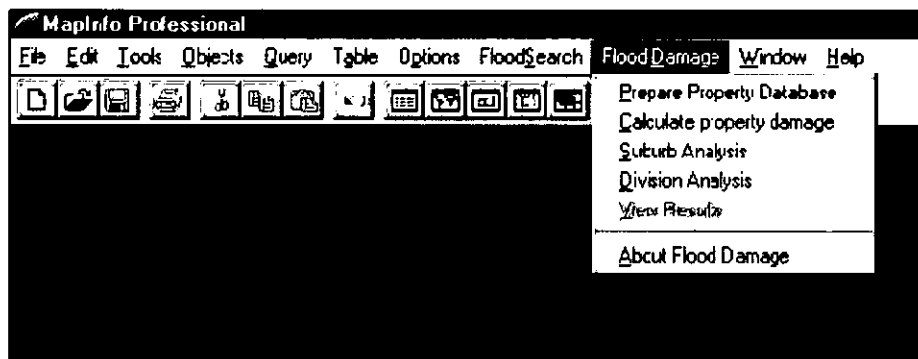 MapInfo Professional
File Edit Tools Objects Query Table Options FloodSearch Flood Damage Window Help
Prepare Property Database
Calculate property damage
Suburb Analysis
Division Analysis
View Results
About Flood Damage